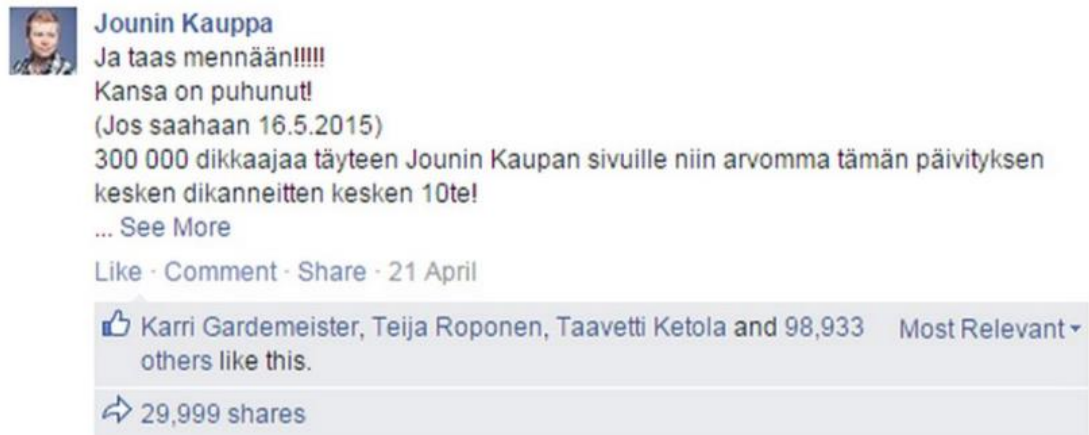 Jounin Kauppa
Ja taas mennään!!!!!
Kansa on puhunut!
(Jos saahaan 16.5.2015)
300 000 dikkaajaa täyteen Jounin Kaupan sivuille niin arvomma tämän päivityksen
kesken dikanneitten kesken 10te!
... See More
Like · Comment · Share · 21 April
Karri Gardemeister, Teija Roponen, Taavetti Ketola and 98,933 Most Relevant
others like this.
29,999 shares